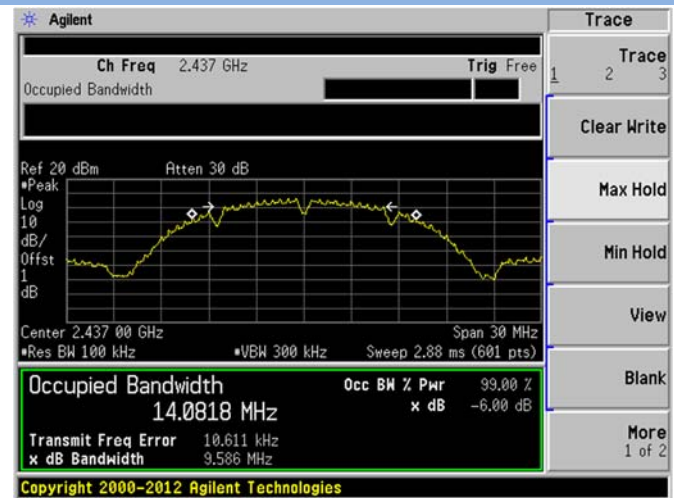 Agilent
Trace
Ch Freq 2.437 GHz Trig Free
Occupied Bandwidth
Trace
1 2 3
Clear Write
Max Hold
Min Hold
View
Blank
More
1 of 2
Ref 20 dBm Atten 30 dB
#Peak
Log
10
dB/
Offst
1
dB
Center 2.437 00 GHz Span 30 MHz
#Res BW 100 kHz #VBW 300 kHz Sweep 2.88 ms (601 pts)
Occupied Bandwidth Occ BW % Pwr 99.00 %
14.0818 MHz x dB -6.00 dB
Transmit Freq Error 10.611 kHz
x dB Bandwidth 9.586 MHz
Copyright 2000-2012 Agilent Technologies